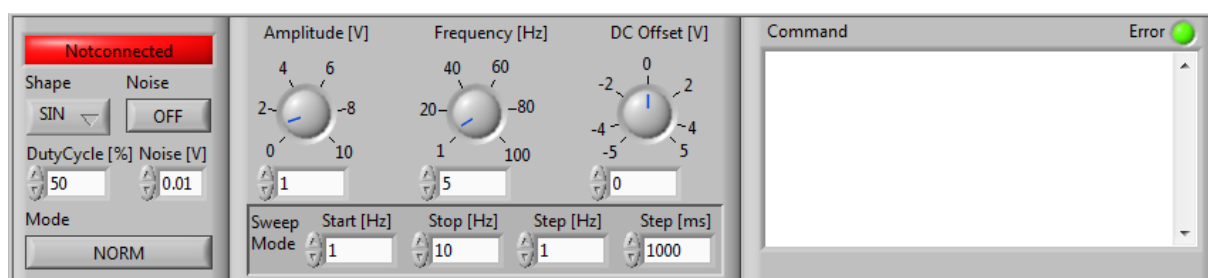 Notconnected
Shape Noise
SIN OFF
DutyCycle [%] Noise [V]
50 0.01
Mode
NORM
Amplitude [V]
4 6
2 8
0 10
1
Frequency [Hz]
40 60
20 80
1 100
5
DC Offset [V]
0
-2 2
-4 4
-5 5
0
Sweep Mode
Start [Hz] Stop [Hz] Step [Hz] Step [ms]
1 10 1 1000
Command Error